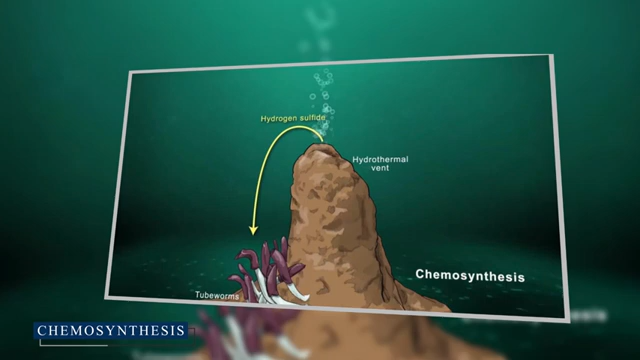 Hydrogen sulfide
Hydrothermal
vent
Chemosynthesis
Tubeworms
CHEMOSYNTHESIS